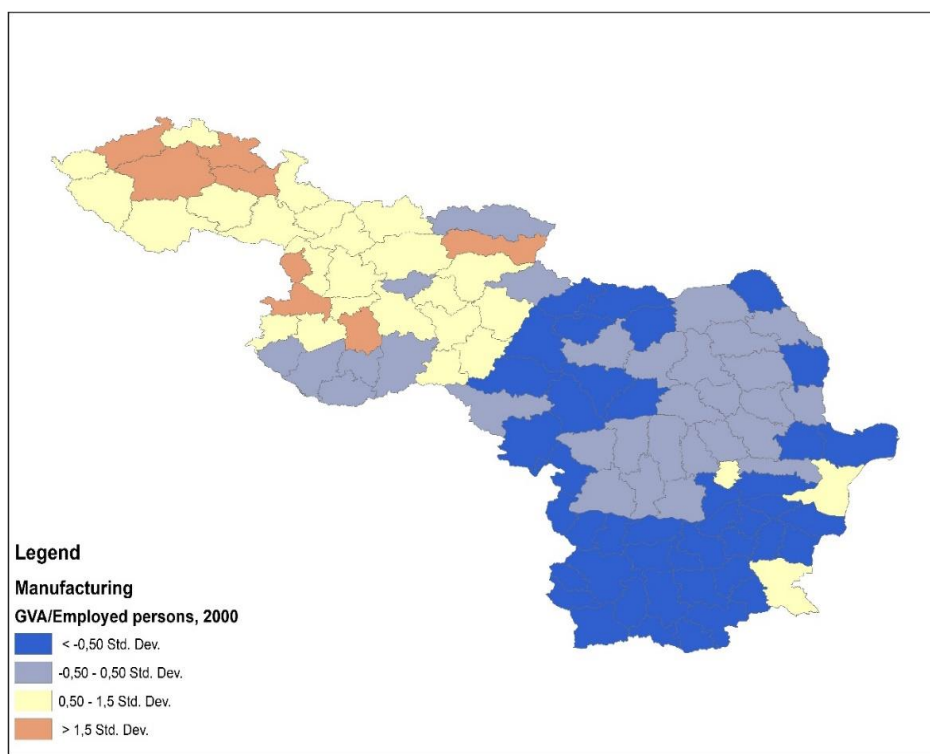 Legend
Manufacturing
GVA/Employed persons, 2000
< -0,50 Std. Dev.
-0,50 - 0,50 Std. Dev.
0,50 - 1,5 Std. Dev.
> 1,5 Std. Dev.